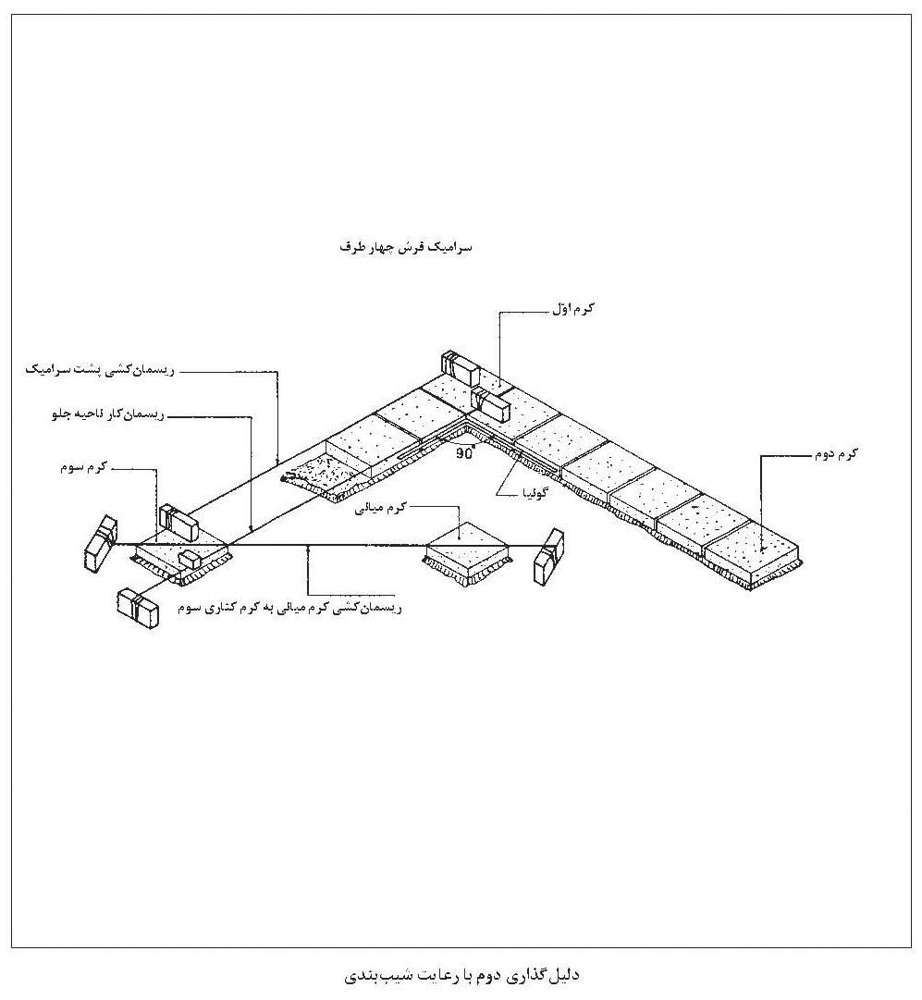 سرامیک فرش چهار طرف
کرم اوّل
ریسمان‌کشی پشت سرامیک
ریسمان‌کار ناحیه جلو
کرم دوم
کرم سوم
90°
گونیا
کرم میانی
ریسمان‌کشی کرم میانی به کرم کناری سوم
دلیل‌گذاری دوم با رعایت شیب‌بندی